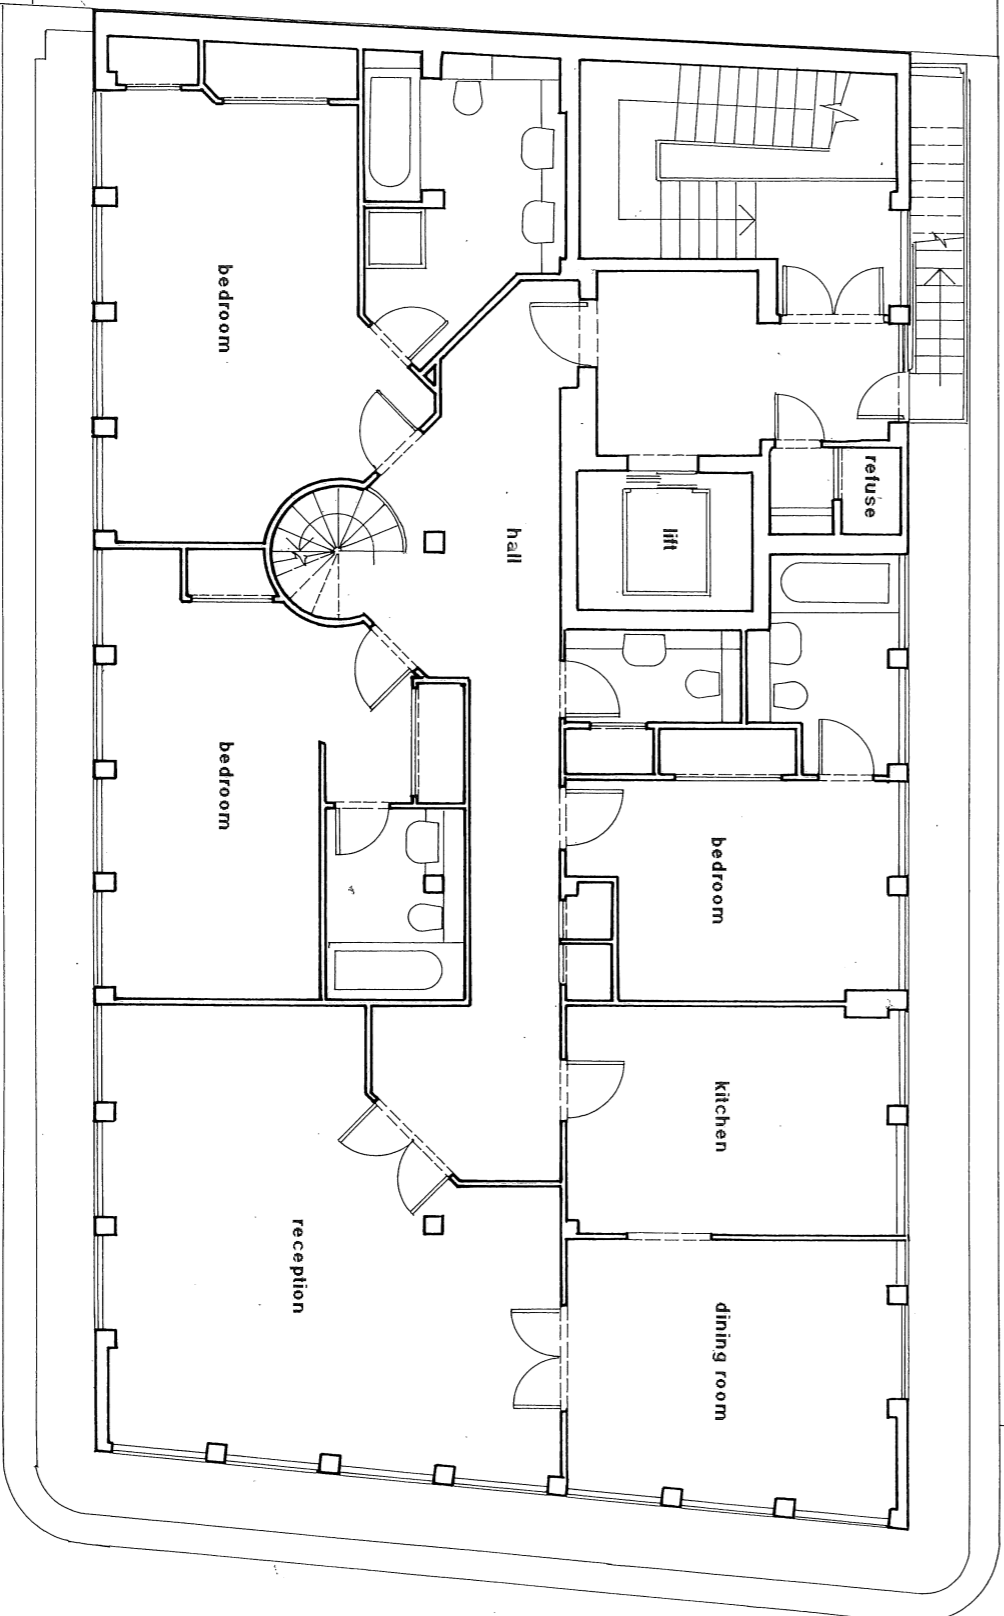 bedroom
refuse
lift
hall
bedroom
bedroom
kitchen
reception
dining room